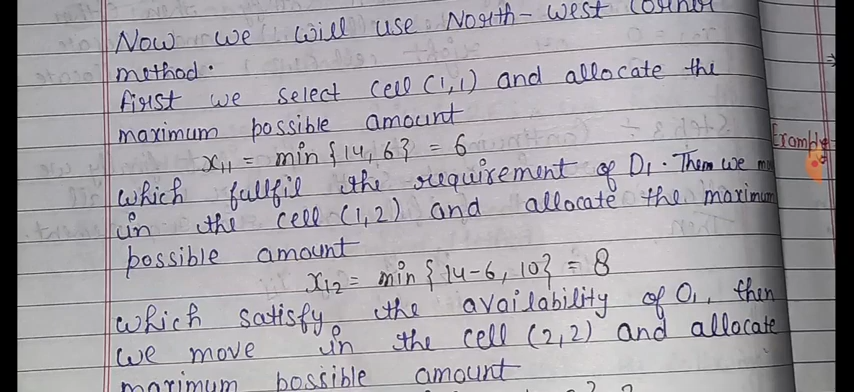 Now we will use North-west corner
method.
first we select cell (1,1) and allocate the
maximum possible amount
x₁₁ = min {14, 6} = 6
Example
which fullfil the requirement of D₁. Then we
in the cell (1,2) and allocate the maximum
possible amount
x₁₂ = min {14-6, 10} = 8
which satisfy the availability of O₁, then
we move in the cell (2,2) and allocate
maximum possible amount